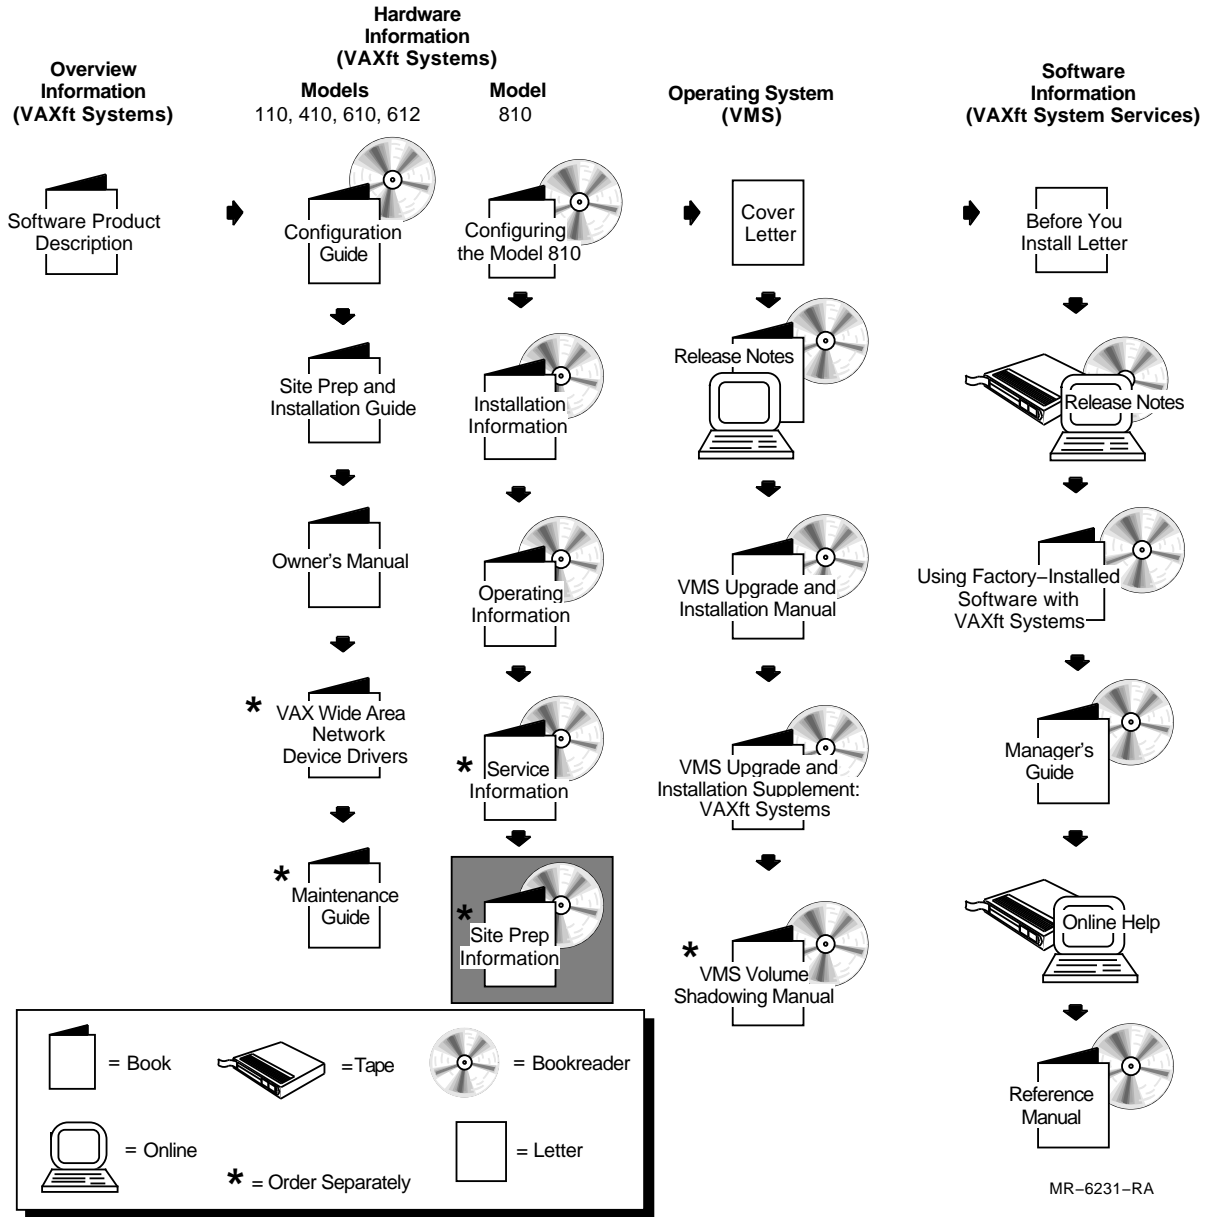 Overview
Information
(VAXft Systems)
Software Product
Description
Hardware
Information
(VAXft Systems)
Models
110, 410, 610, 612
Configuration
Guide
Site Prep and
Installation Guide
Owner's Manual
*
VAX Wide Area
Network
Device Drivers
*
Maintenance
Guide
Model
810
Configuring
the Model 810
Installation
Information
Operating
Information
*
Service
Information
*
Site Prep
Information
Operating System
(VMS)
Cover
Letter
Release Notes
VMS Upgrade and
Installation Manual
VMS Upgrade and
Installation Supplement:
VAXft Systems
*
VMS Volume
Shadowing Manual
Software
Information
(VAXft System Services)
Before You
Install Letter
Release Notes
Using Factory–Installed
Software with
VAXft Systems
Manager's
Guide
Online Help
Reference
Manual
= Book
=Tape
= Bookreader
= Online
* = Order Separately
= Letter
MR–6231–RA